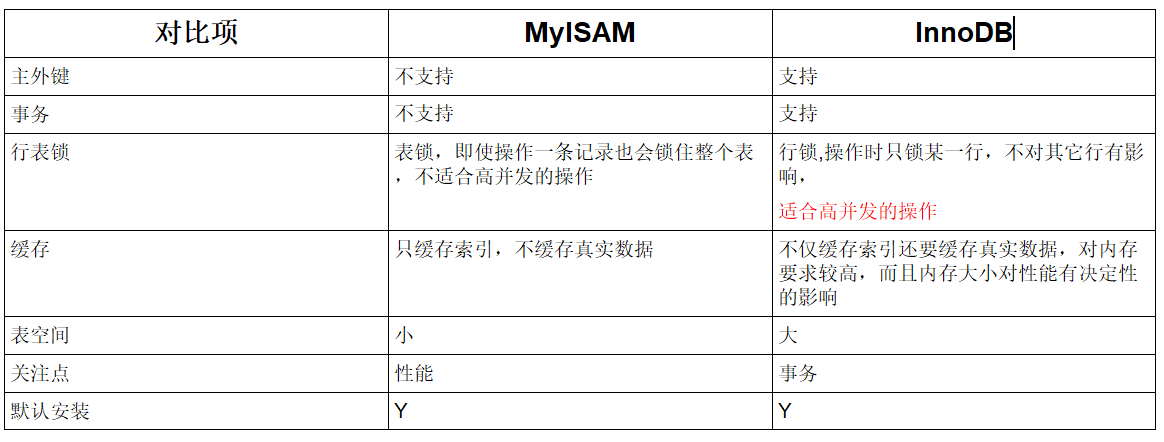 对比项 MyISAM InnoDB
主外键 不支持 支持
事务 不支持 支持
行表锁 表锁，即使操作一条记录也会锁住整个表 行锁,操作时只锁某一行，不对其它行有影
，不适合高并发的操作 响，
适合高并发的操作
缓存 只缓存索引，不缓存真实数据 不仅缓存索引还要缓存真实数据，对内存
要求较高，而且内存大小对性能有决定性
的影响
表空间 小 大
关注点 性能 事务
默认安装 Y Y